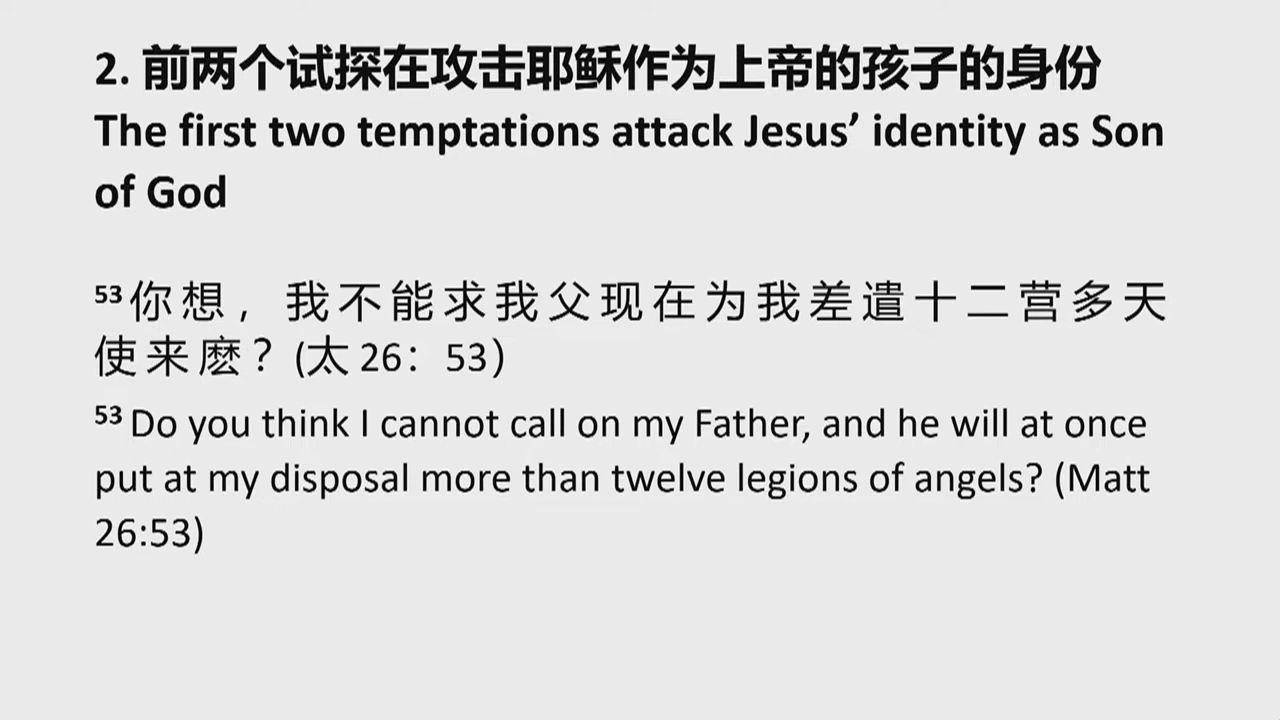 2. 前两个试探在攻击耶稣作为上帝的孩子的身份
The first two temptations attack Jesus’ identity as Son
of God
53 你想，我不能求我父现在为我差遣十二营多天
使来麽？(太 26：53）
53 Do you think I cannot call on my Father, and he will at once
put at my disposal more than twelve legions of angels? (Matt
26:53)